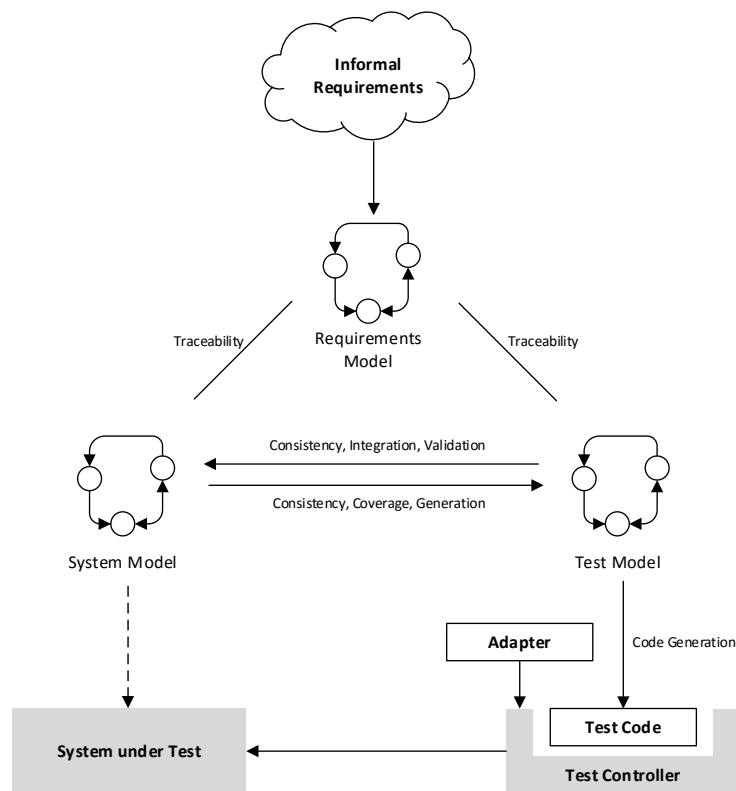 Informal
Requirements
Requirements
Model
Traceability
Traceability
Consistency, Integration, Validation
Consistency, Coverage, Generation
System Model
Test Model
Adapter
Code Generation
System under Test
Test Code
Test Controller